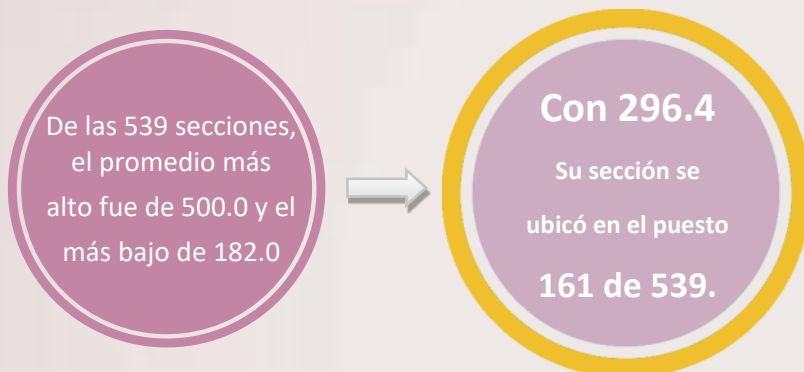 De las 539 secciones,
el promedio más
alto fue de 500.0 y el
más bajo de 182.0
Con 296.4
Su sección se
ubicó en el puesto
161 de 539.